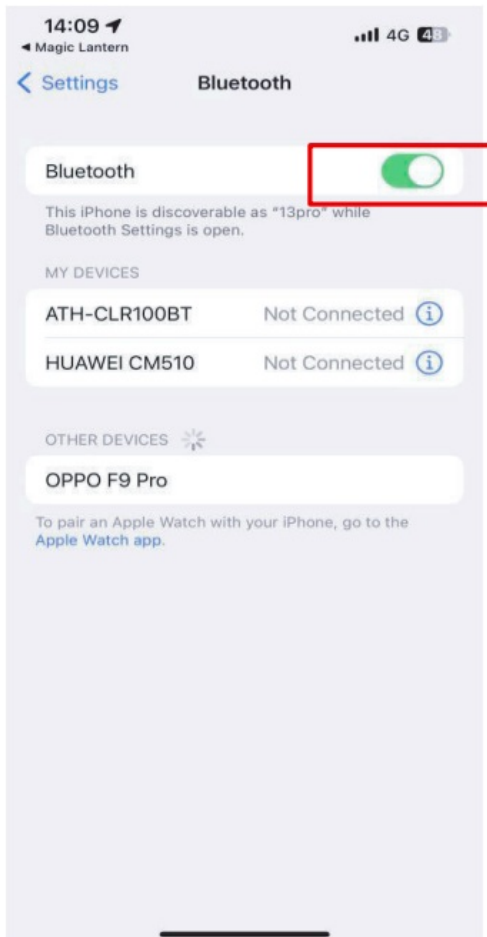 14:09
4G 48
◀ Magic Lantern
Settings
Bluetooth
Bluetooth
This iPhone is discoverable as “13pro” while
Bluetooth Settings is open.
MY DEVICES
ATH-CLR100BT Not Connected
HUAWEI CM510 Not Connected
OTHER DEVICES
OPPO F9 Pro
To pair an Apple Watch with your iPhone, go to the
Apple Watch app.